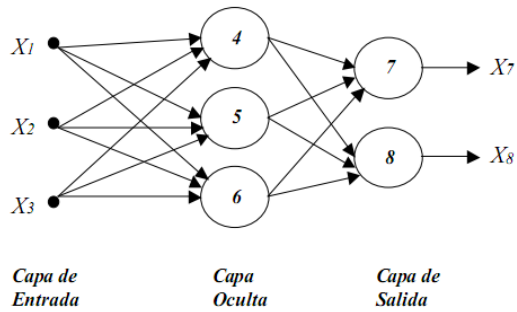 X1
4
7
X7
X2
5
8
X8
6
X3
Capa de
Entrada
Capa
Oculta
Capa de
Salida